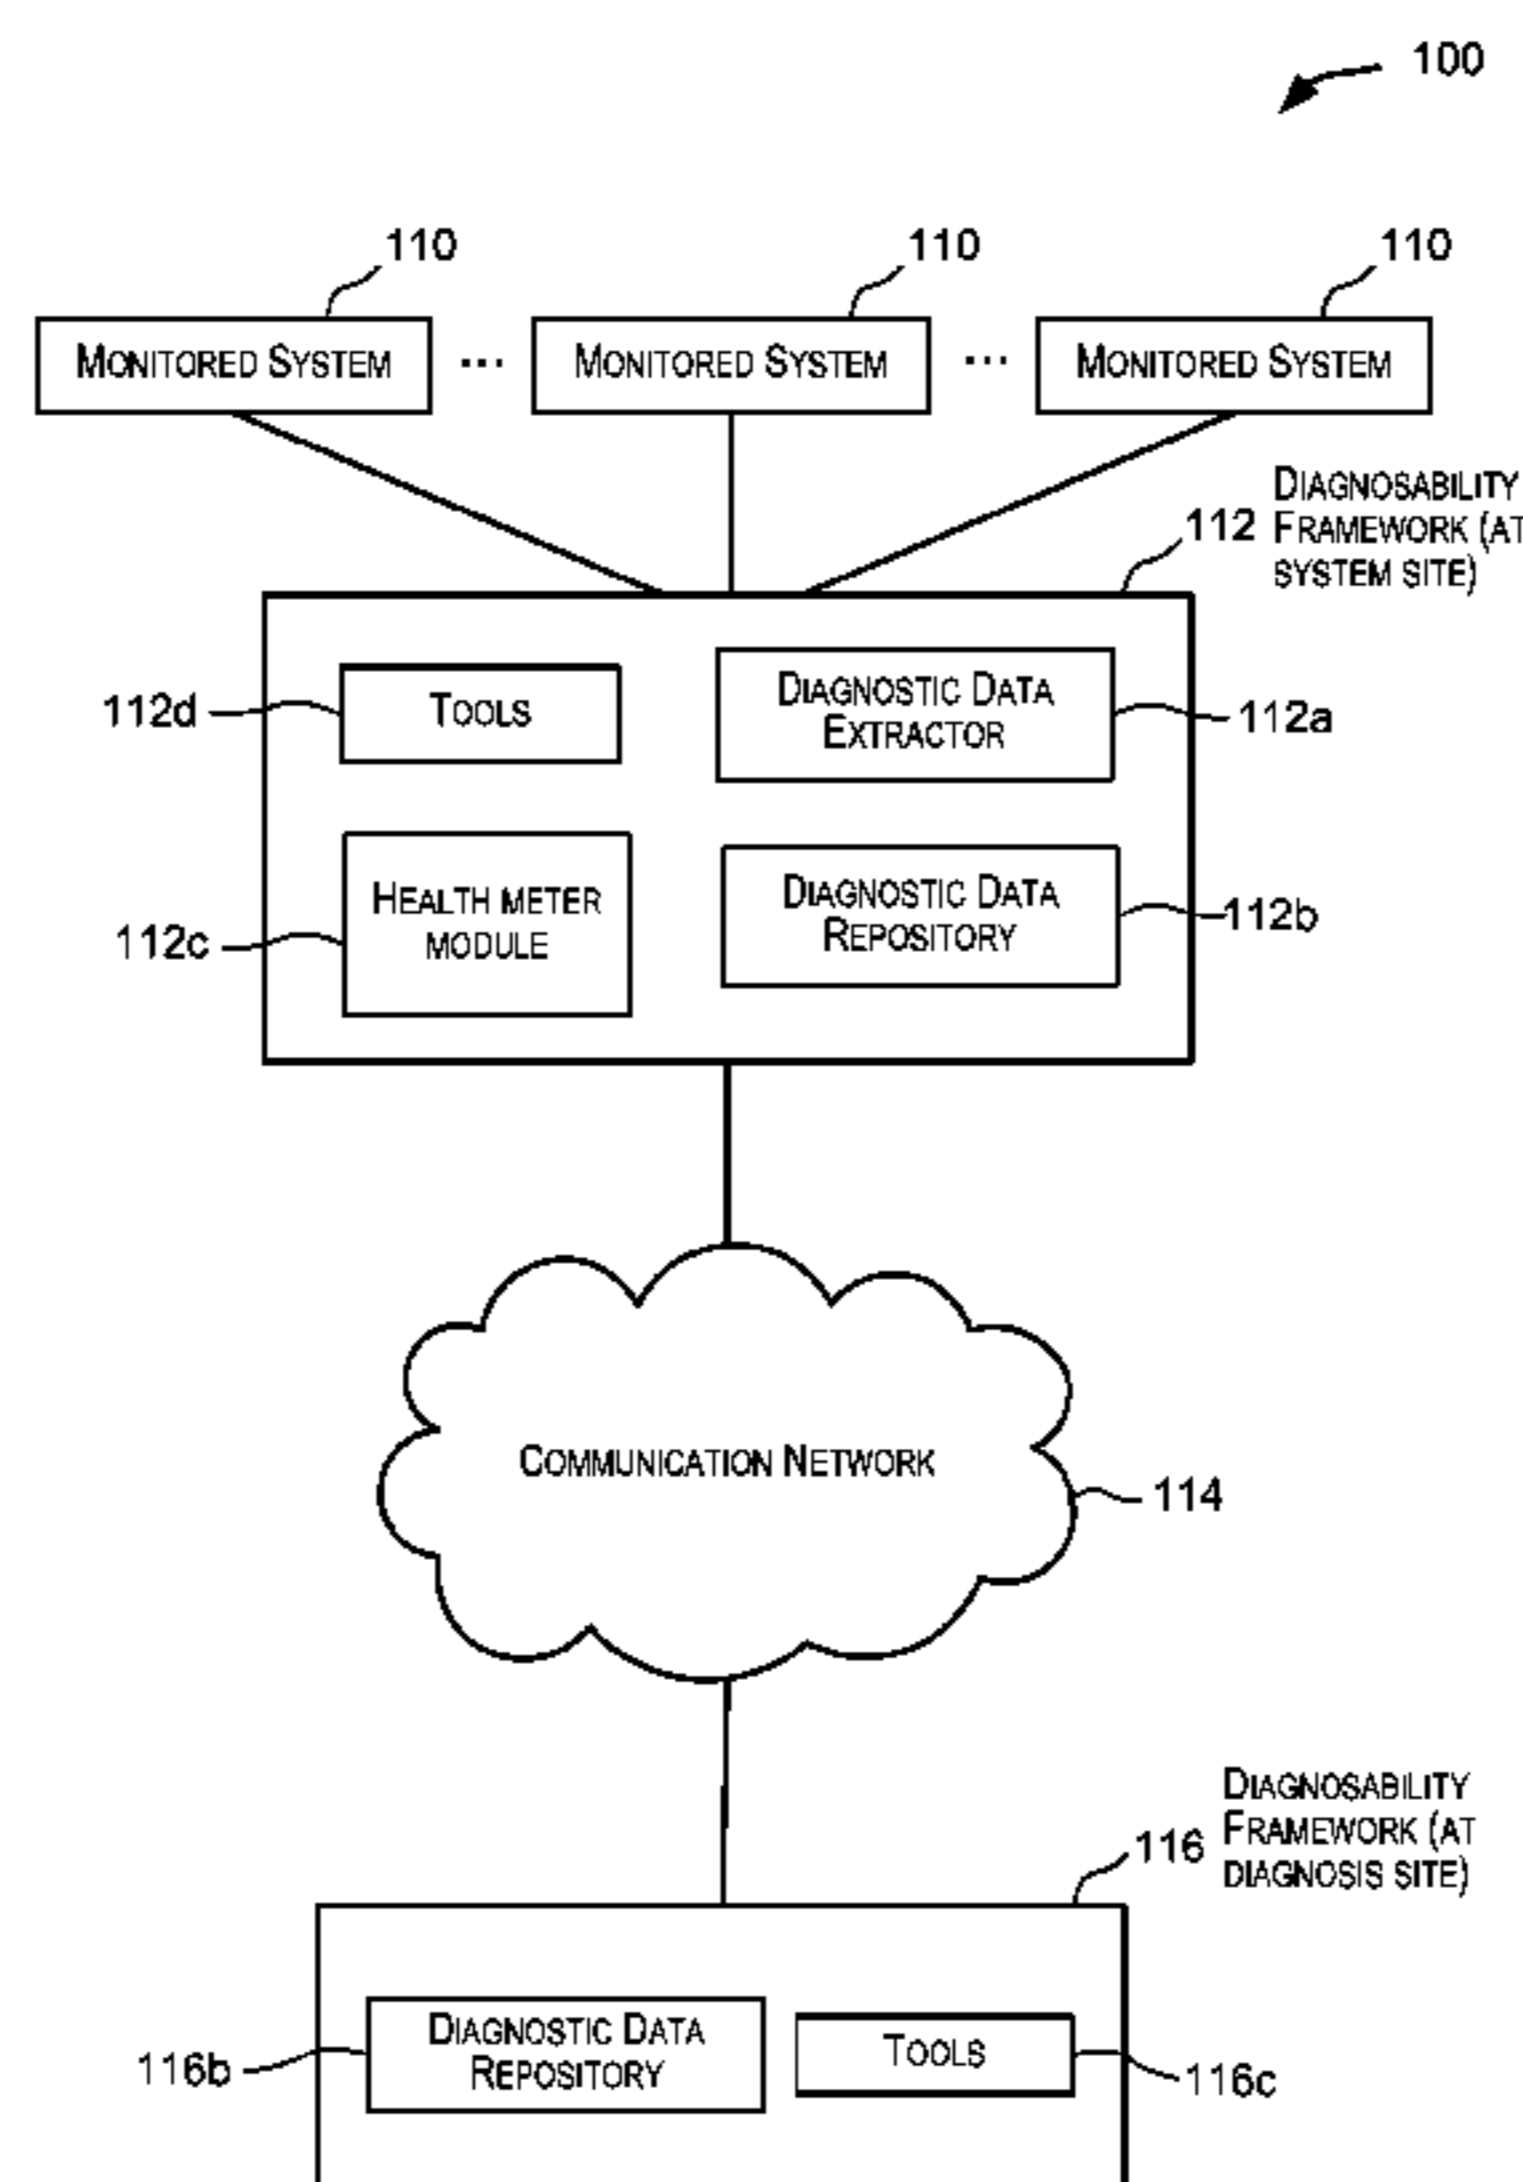 100
110
110
110
MONITORED SYSTEM ... MONITORED SYSTEM ... MONITORED SYSTEM
DIAGNOSABILITY
FRAMEWORK (AT
SYSTEM SITE)
112
112d
TOOLS
DIAGNOSTIC DATA
EXTRACTOR
112a
112c
HEALTH METER
MODULE
DIAGNOSTIC DATA
REPOSITORY
112b
COMMUNICATION NETWORK
114
DIAGNOSABILITY
FRAMEWORK (AT
DIAGNOSIS SITE)
116
116b
DIAGNOSTIC DATA
REPOSITORY
TOOLS
116c